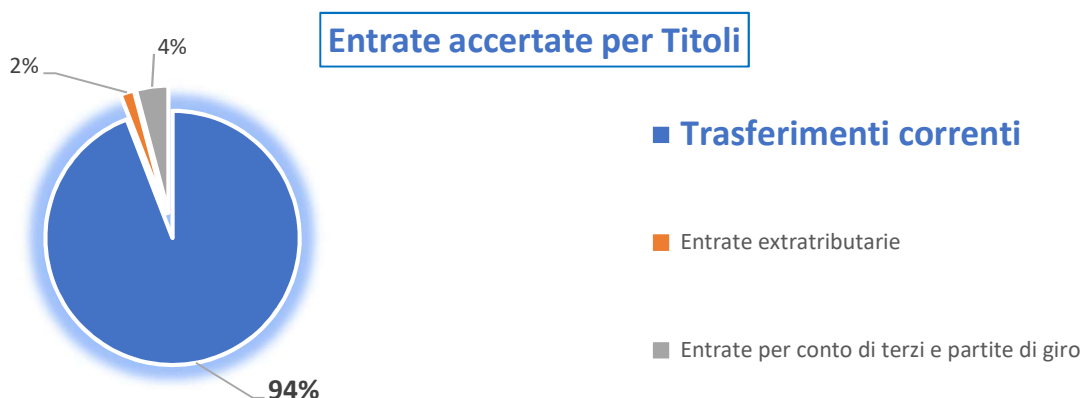 Entrate accertate per Titoli
4%
2%
Trasferimenti correnti
Entrate extratributarie
Entrate per conto di terzi e partite di giro
94%